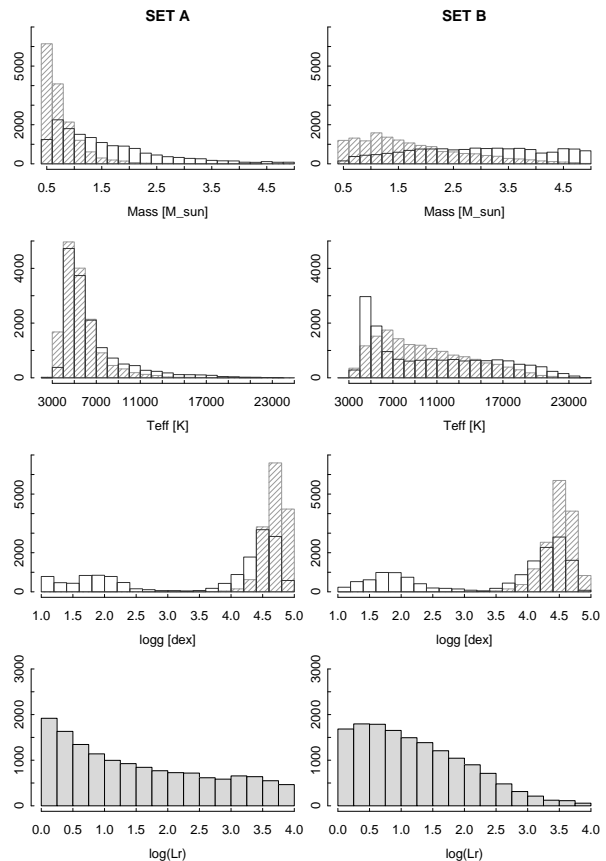 SET A
SET B
0 2000 5000
0.5 1.5 2.5 3.5 4.5
Mass [M_sun]
0 2000 5000
0.5 1.5 2.5 3.5 4.5
Mass [M_sun]
0 2000 4000
3000 7000 11000 17000 23000
Teff [K]
0 2000 4000
3000 7000 11000 17000 23000
Teff [K]
0 2000 5000
1.0 1.5 2.0 2.5 3.0 3.5 4.0 4.5 5.0
logg [dex]
0 2000 5000
1.0 1.5 2.0 2.5 3.0 3.5 4.0 4.5 5.0
logg [dex]
0 1000 2000 3000
0.0 0.5 1.0 1.5 2.0 2.5 3.0 3.5 4.0
log(Lr)
0 1000 2000 3000
0.0 0.5 1.0 1.5 2.0 2.5 3.0 3.5 4.0
log(Lr)